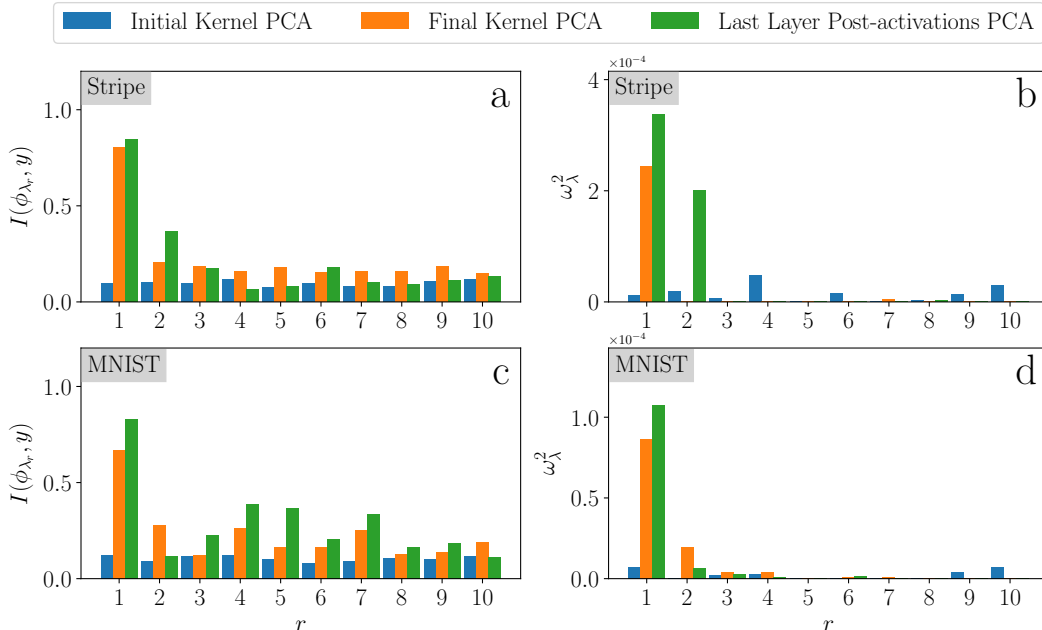 Initial Kernel PCA Final Kernel PCA Last Layer Post-activations PCA
Stripe a
I(ϕ_{λ_r}, y)
1.0
0.5
0.0
1 2 3 4 5 6 7 8 9 10
×10⁻⁴
Stripe b
ω_λ^2
4
2
0
1 2 3 4 5 6 7 8 9 10
MNIST c
I(ϕ_{λ_r}, y)
1.0
0.5
0.0
1 2 3 4 5 6 7 8 9 10
r
×10⁻⁴
MNIST d
ω_λ^2
1.0
0.5
0.0
1 2 3 4 5 6 7 8 9 10
r